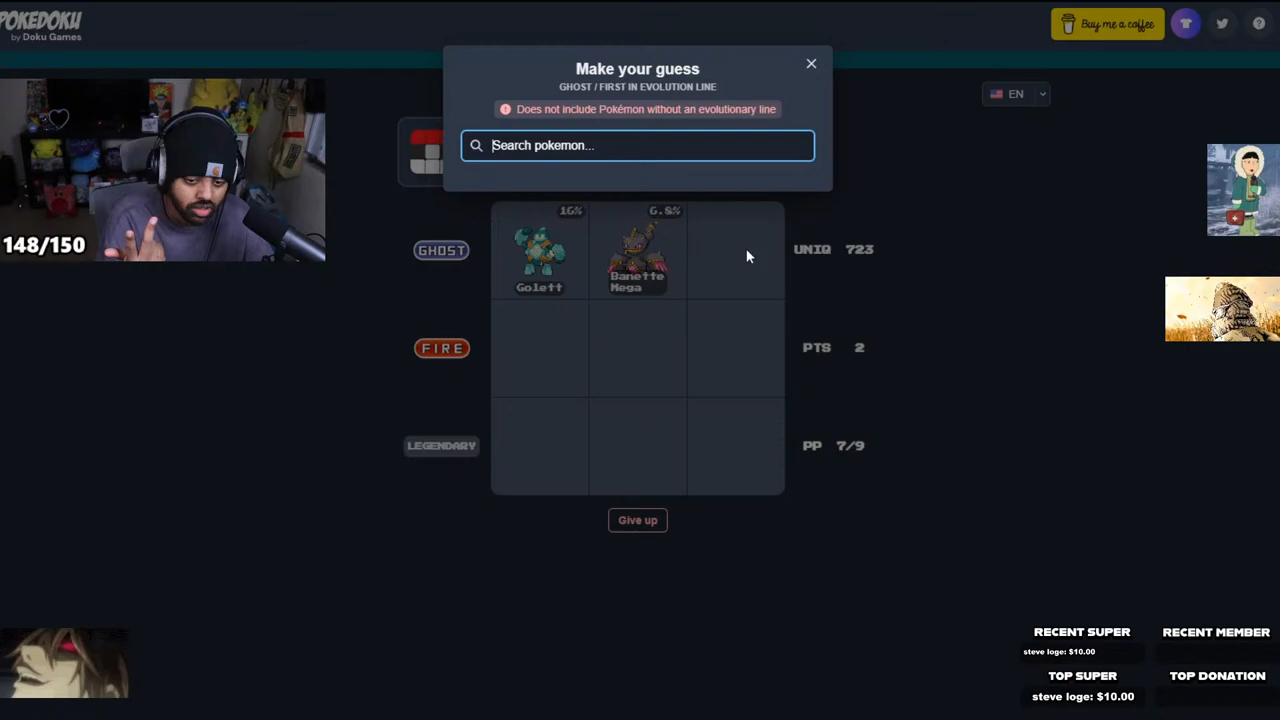 POKEDOKU
by Doku Games
Buy me a coffee
Make your guess
GHOST / FIRST IN EVOLUTION LINE
Does not include Pokémon without an evolutionary line
Search pokemon...
EN
148/150
16%
6.8%
GHOST
Golett
Banette
Mega
UNIQ 723
FIRE
PTS 2
LEGENDARY
PP 7/9
Give up
RECENT SUPER
steve loge: $10.00
RECENT MEMBER
TOP SUPER
steve loge: $10.00
TOP DONATION